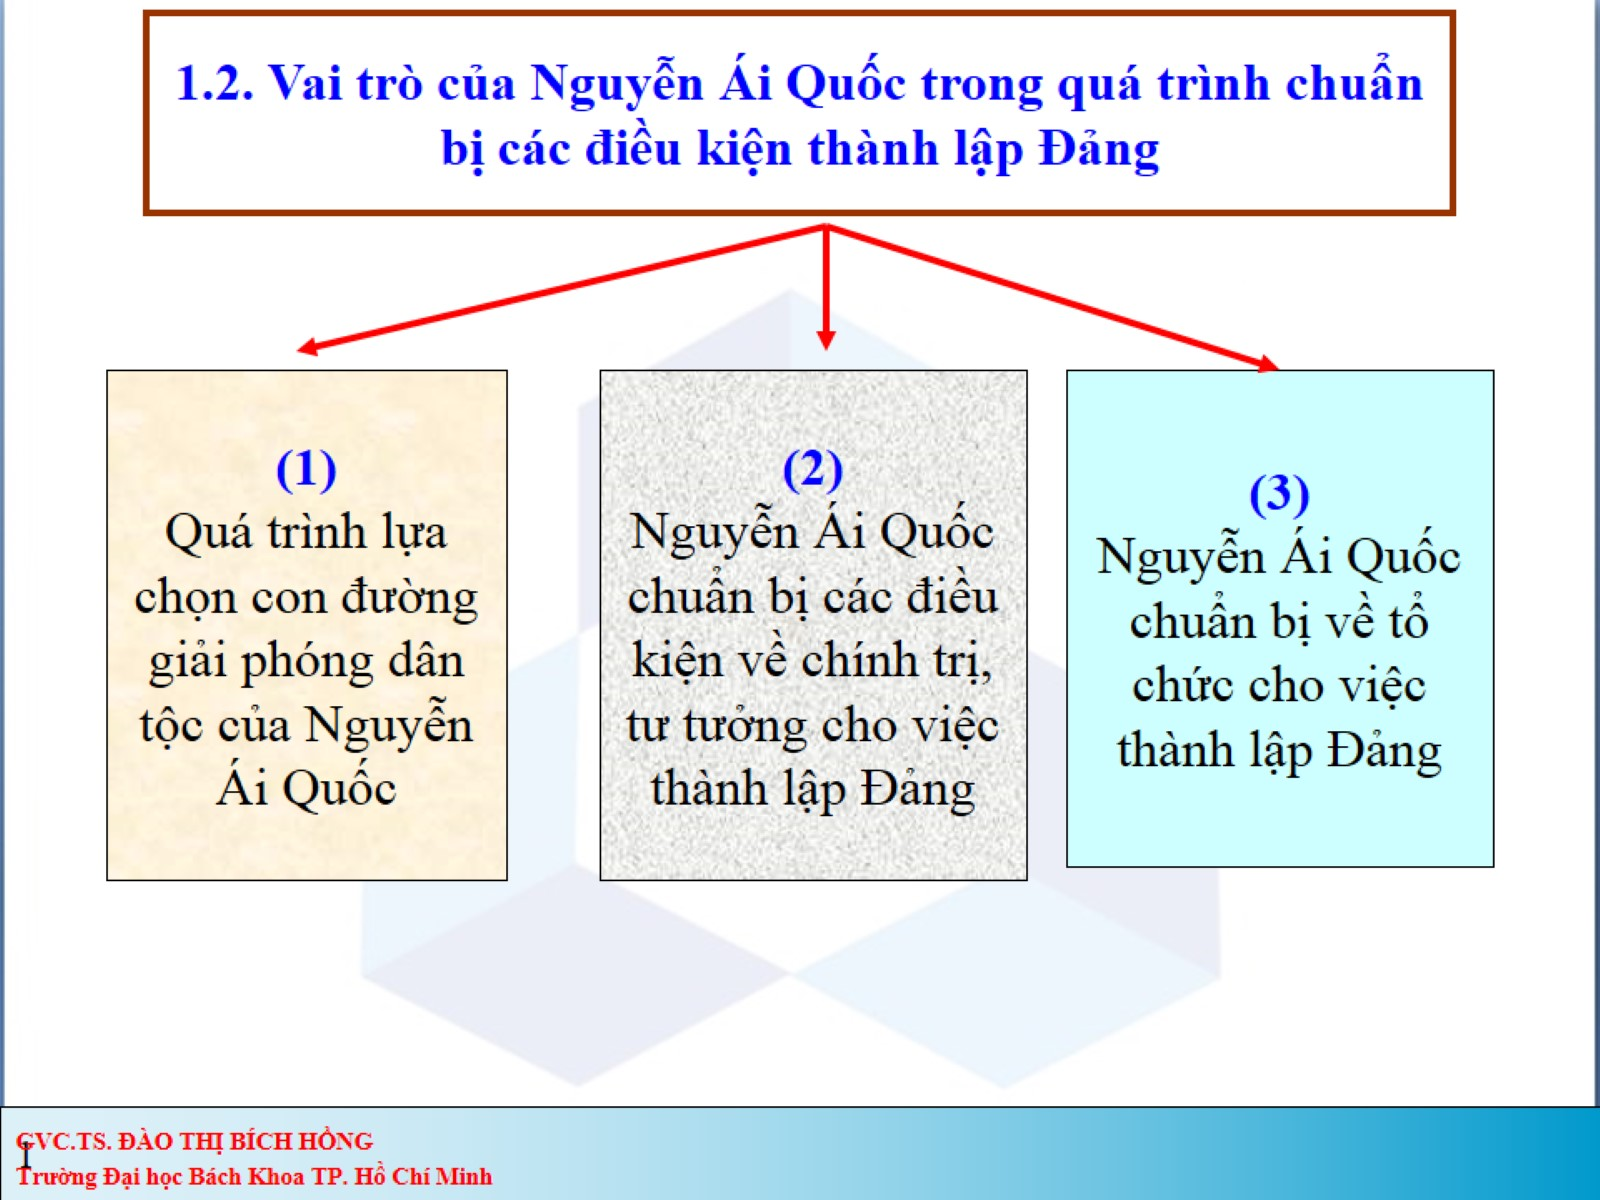 1.2. Vai trò của Nguyễn Ái Quốc trong quá trình chuẩn
bị các điều kiện thành lập Đảng
(1)
Quá trình lựa
chọn con đường
giải phóng dân
tộc của Nguyễn
Ái Quốc
(2)
Nguyễn Ái Quốc
chuẩn bị các điều
kiện về chính trị,
tư tưởng cho việc
thành lập Đảng
(3)
Nguyễn Ái Quốc
chuẩn bị về tổ
chức cho việc
thành lập Đảng
GVC.TS. ĐÀO THỊ BÍCH HỒNG
1
Trường Đại học Bách Khoa TP. Hồ Chí Minh